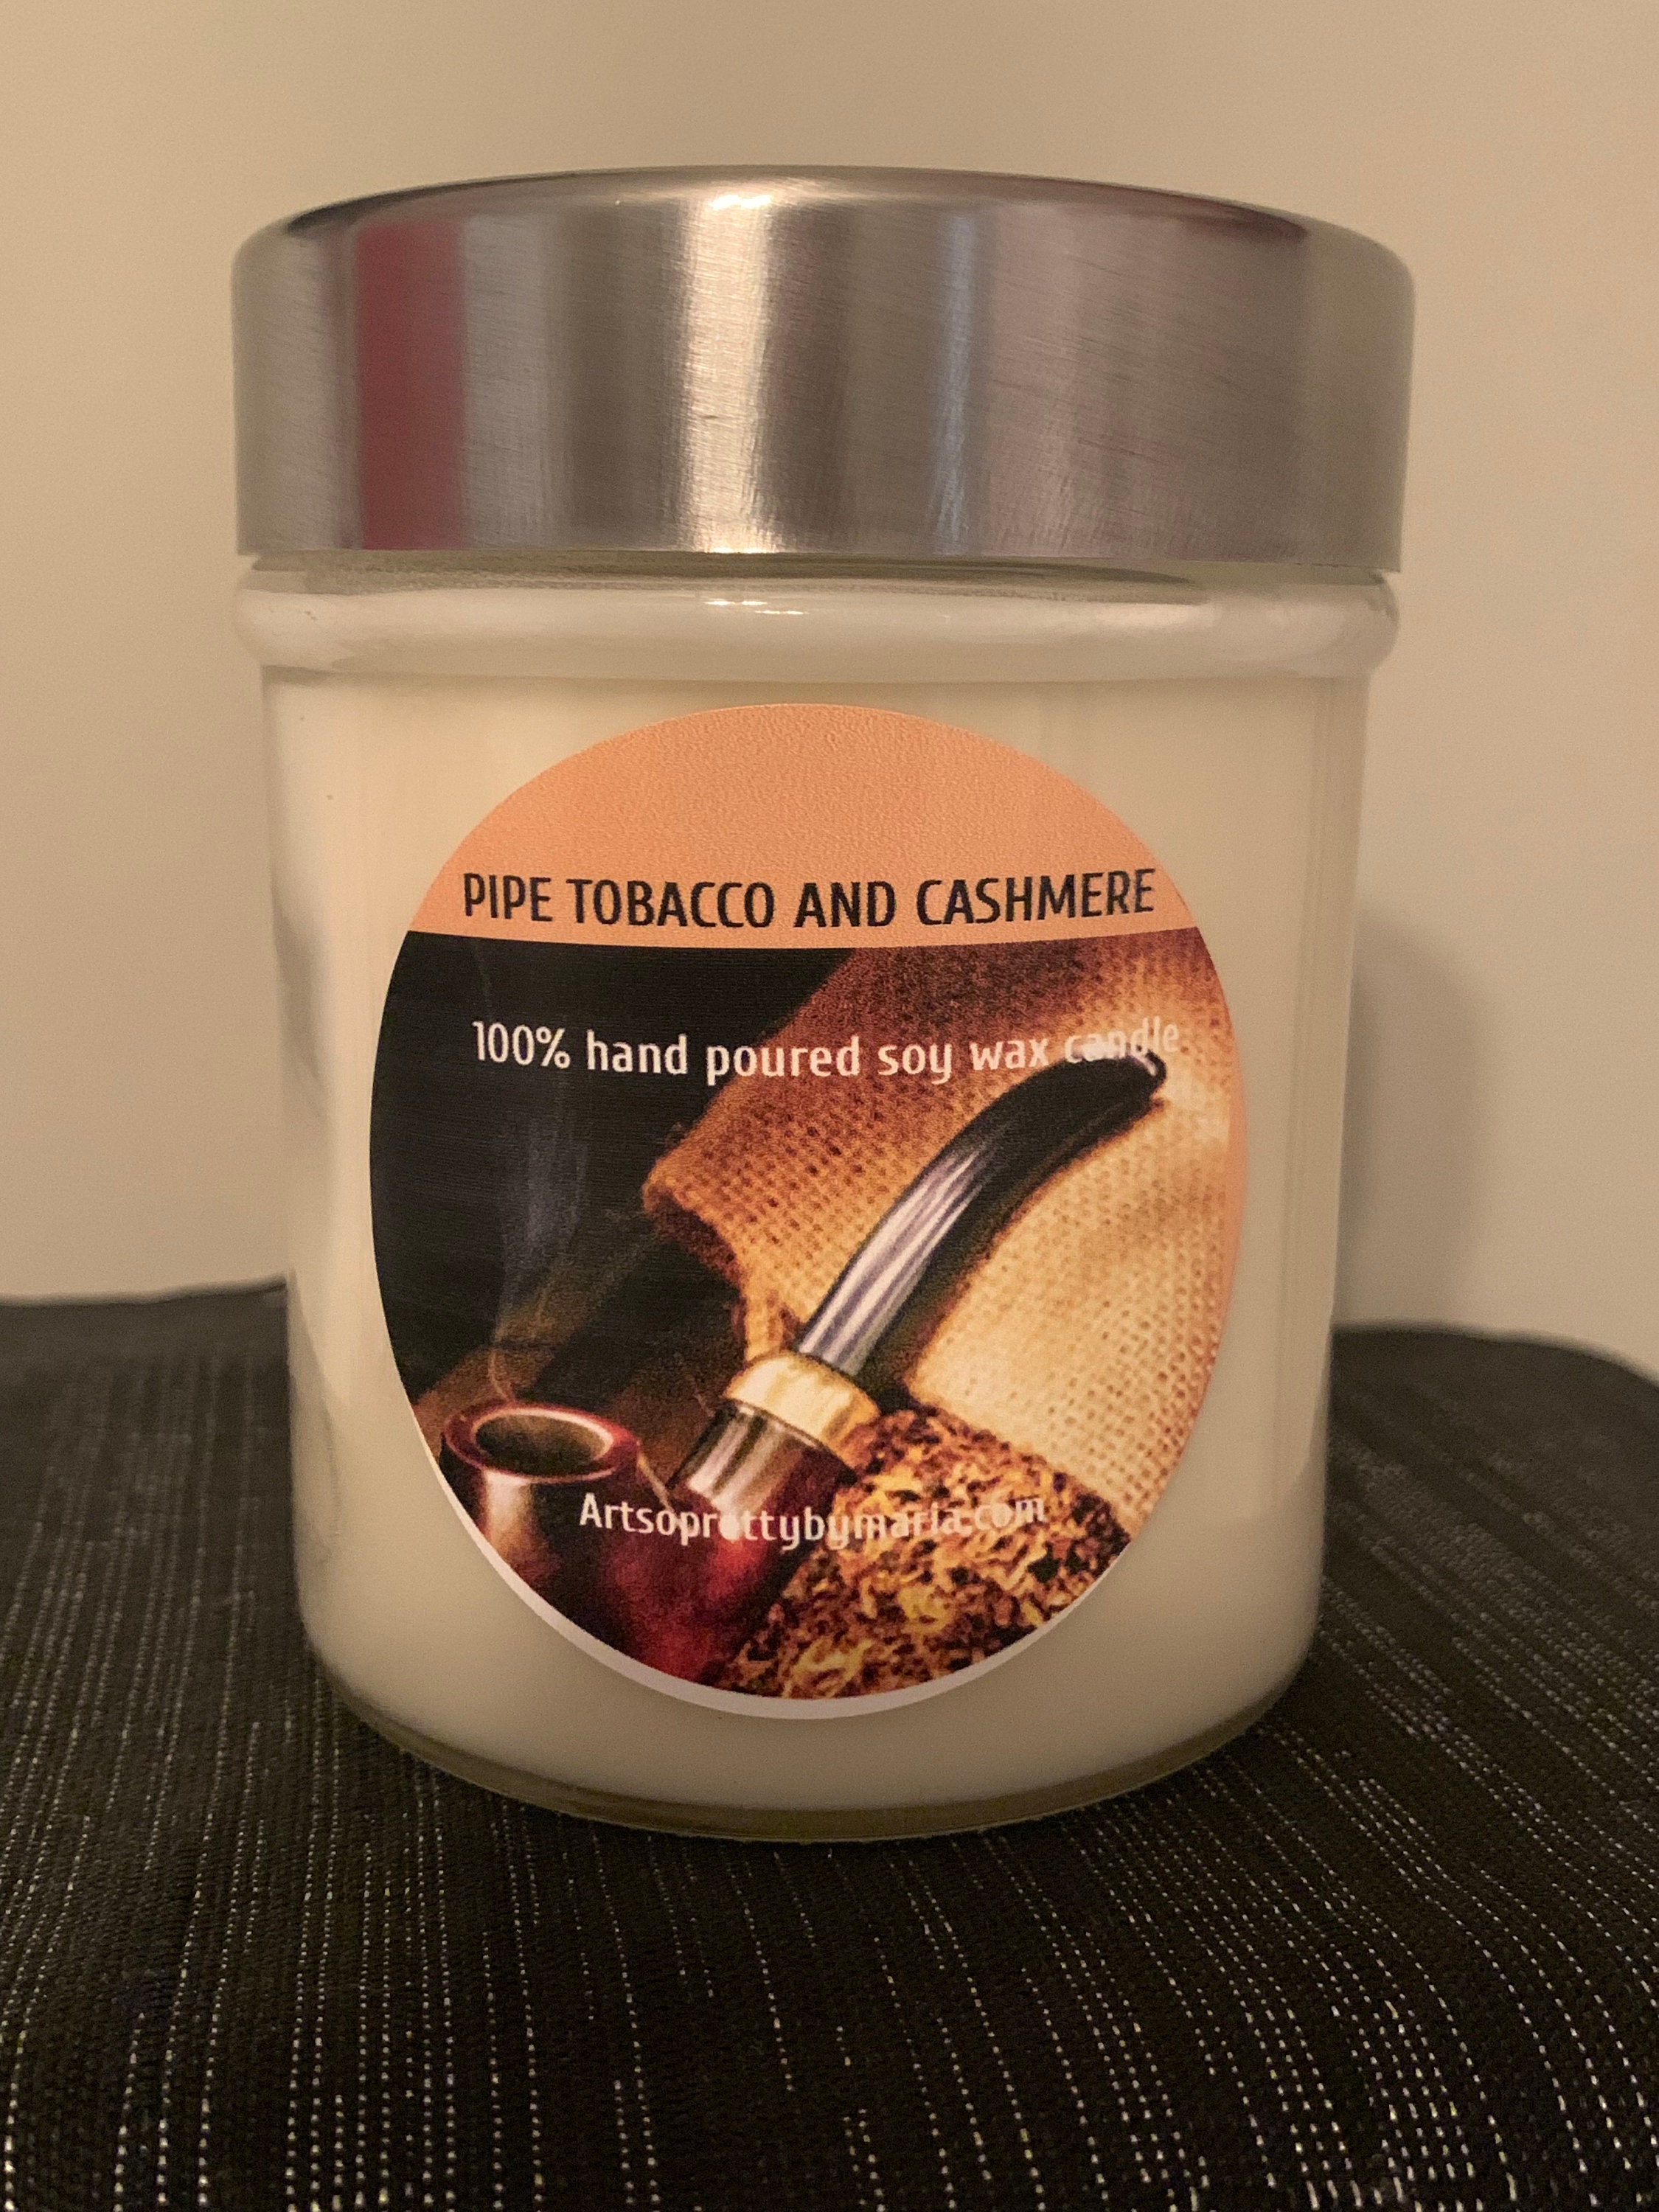 PIPE TOBACCO AND CASHMERE
100% hand poured soy wax candle
Artsoprettybymaria.com